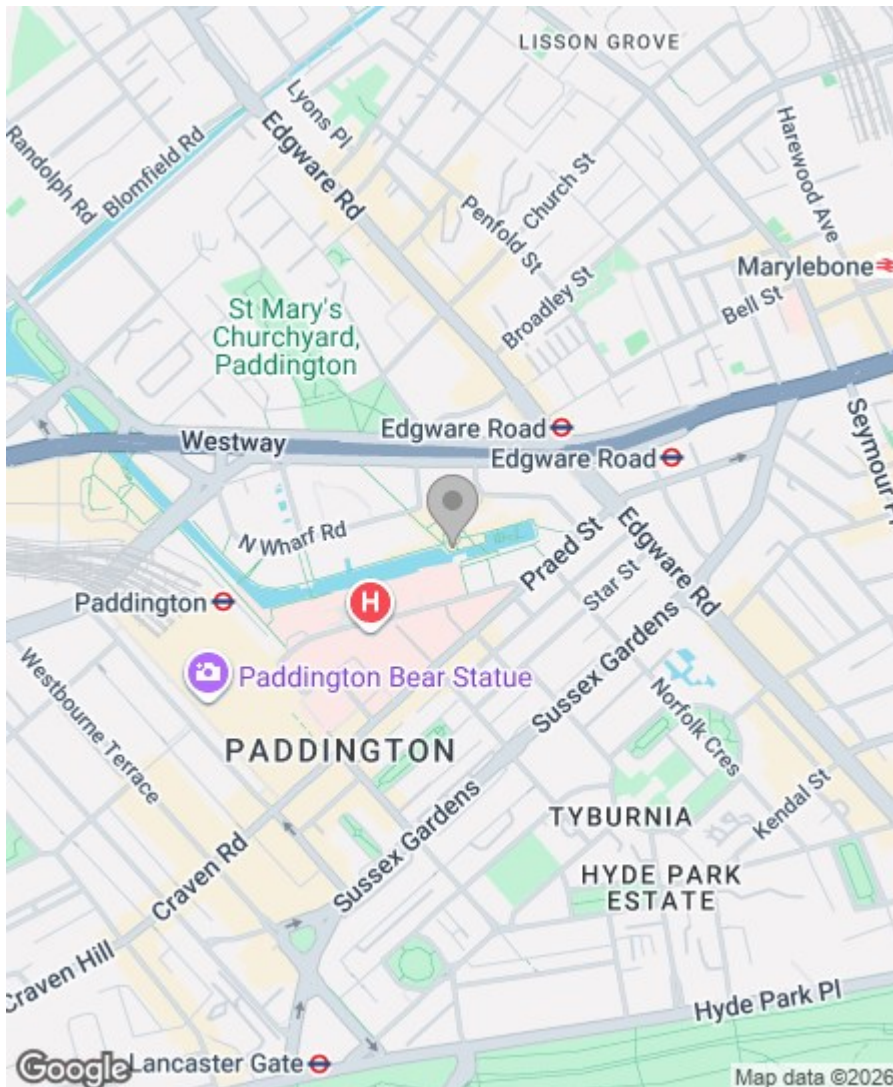 LISSON GROVE
Lyons Pl
Edgware Rd
Randolph Rd
Blomfield Rd
Harewood Ave
Church St
Penfold St
Marylebone
Broadley St
Bell St
St Mary's
Churchyard,
Paddington
Edgware Road
Westway
Edgware Road
Seymour
N Wharf Rd
Praed St
Edgware Rd
Star St
Paddington
H
Paddington Bear Statue
Sussex Gardens
Norfolk Cres
Westbourne Terrace
PADDINGTON
Kendal St
TYBURNIA
HYDE PARK
ESTATE
Craven Rd
Sussex Gardens
Craven Hill
Hyde Park Pl
Google
Lancaster Gate
Map data ©2026